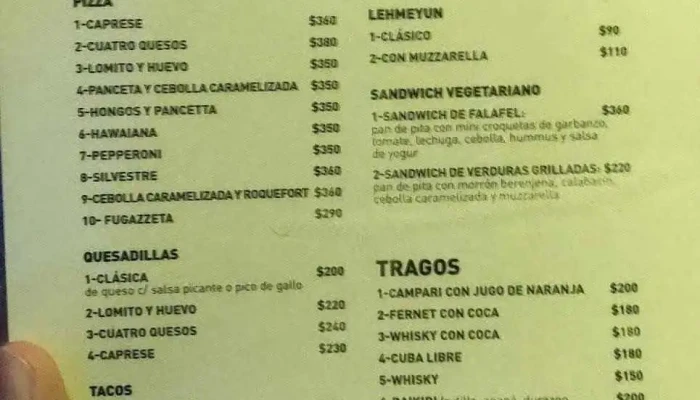 PIZZA
1-CAPRESE $360
2-CUATRO QUESOS $380
3-LOMITO Y HUEVO $350
4-PANCETA Y CEBOLLA CARAMELIZADA $350
5-HONGOS Y PANCETTA $350
6-HAWAIANA $350
7-PEPPERONI $350
8-SILVESTRE $360
9-CEBOLLA CARAMELIZADA Y ROQUEFORT $360
10- FUGAZZETA $290
QUESADILLAS
1-CLÁSICA $200
de queso c/ salsa picante o pico de gallo
2-LOMITO Y HUEVO $220
3-CUATRO QUESOS $240
4-CAPRESE $230
TACOS
LEHMEYUN
1-CLÁSICO $90
2-CON MUZZARELLA $110
SANDWICH VEGETARIANO
1-SANDWICH DE FALAFEL: $360
pan de pita con mini croquetas de garbanzo,
tomate, lechuga, cebolla, hummus y salsa
de yogur
2-SANDWICH DE VERDURAS GRILLADAS: $220
pan de pita con morrón berenjena, calabacín,
cebolla caramelizada y muzzarella
TRAGOS
1-CAMPARI CON JUGO DE NARANJA $200
2-FERNET CON COCA $180
3-WHISKY CON COCA $180
4-CUBA LIBRE $180
5-WHISKY $150
DAIKIRI $200